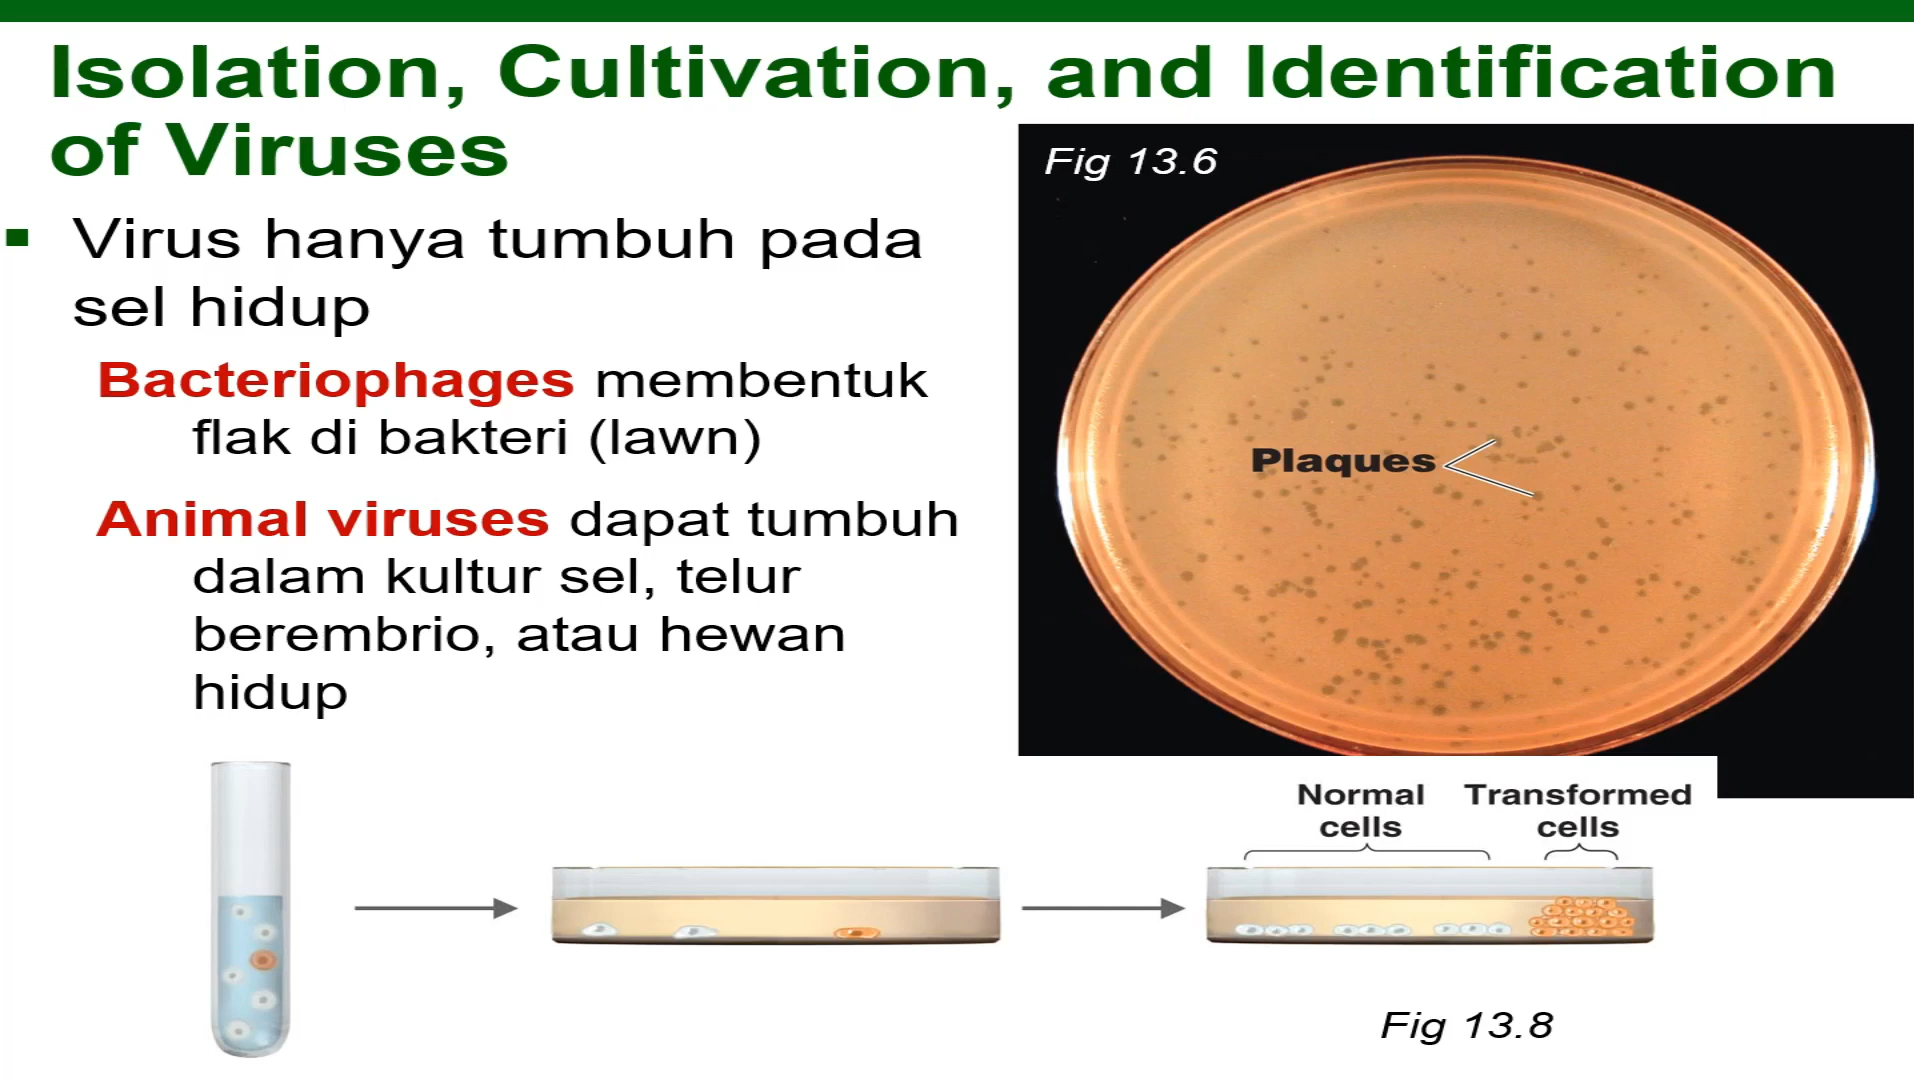 Isolation, Cultivation, and Identification
of Viruses
Fig 13.6
Virus hanya tumbuh pada
sel hidup
Bacteriophages membentuk
flak di bakteri (lawn)
Plaques
Animal viruses dapat tumbuh
dalam kultur sel, telur
berembrio, atau hewan
hidup
Normal
cells
Transformed
cells
Fig 13.8